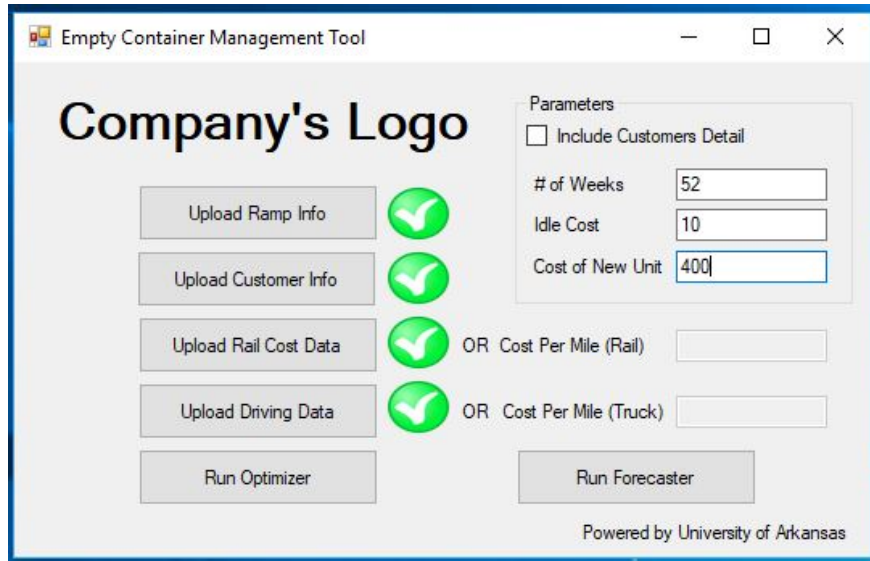 Empty Container Management Tool
Company's Logo
Parameters
Include Customers Detail
# of Weeks 52
Idle Cost 10
Cost of New Unit 400
Upload Ramp Info
Upload Customer Info
Upload Rail Cost Data OR Cost Per Mile (Rail)
Upload Driving Data OR Cost Per Mile (Truck)
Run Optimizer Run Forecaster
Powered by University of Arkansas